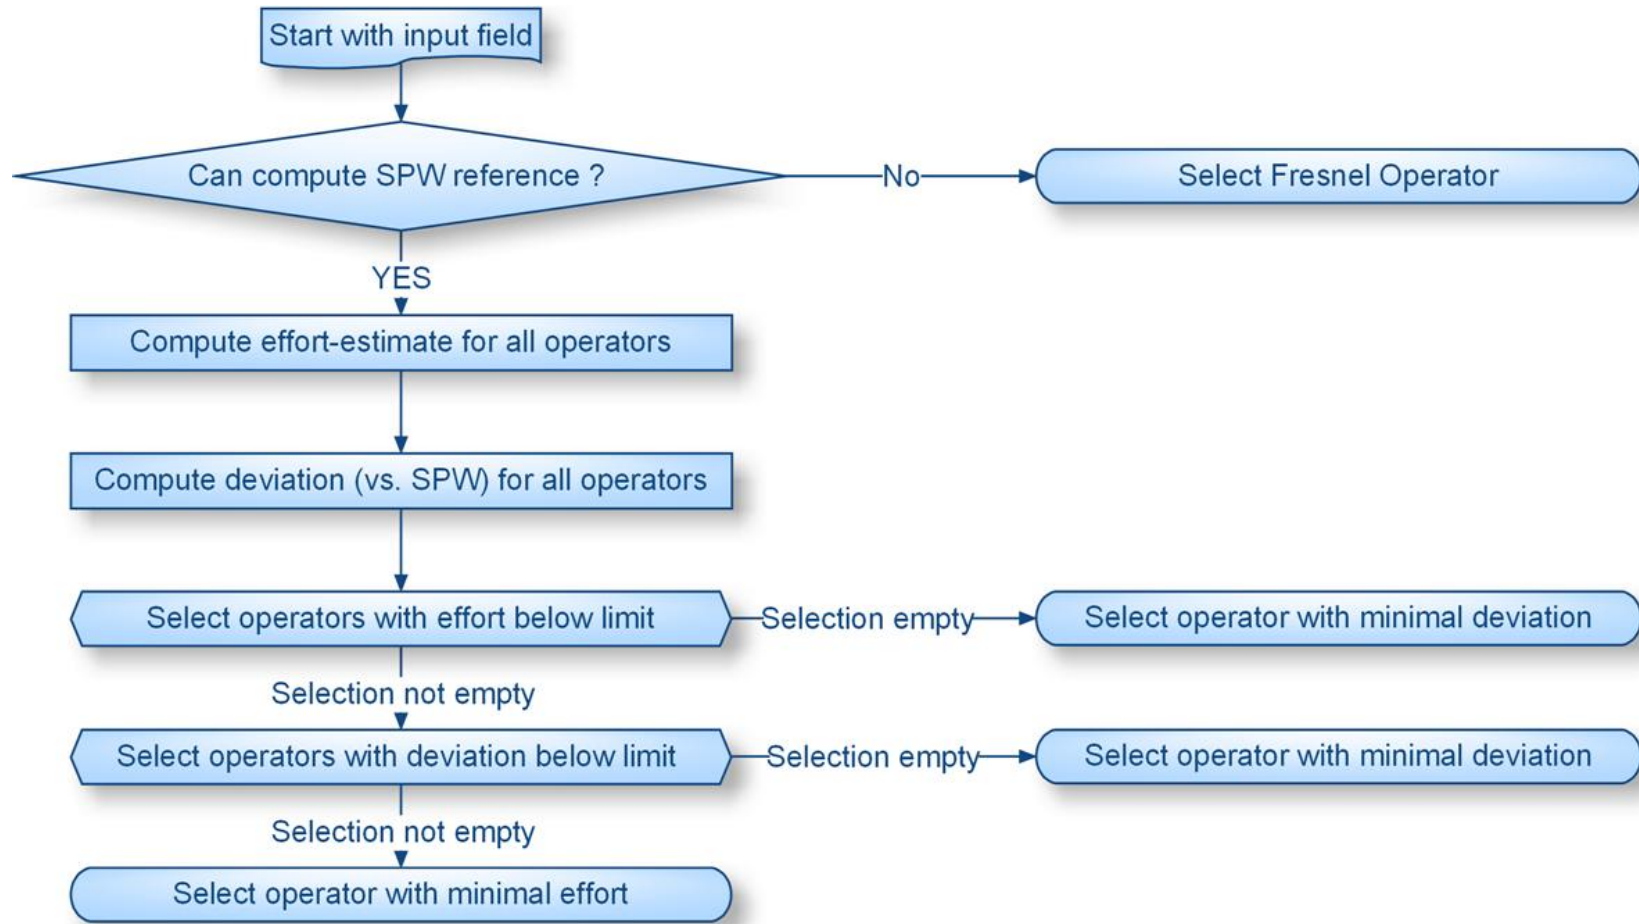 Start with input field
Can compute SPW reference ?
No
Select Fresnel Operator
YES
Compute effort-estimate for all operators
Compute deviation (vs. SPW) for all operators
Select operators with effort below limit
Selection empty
Select operator with minimal deviation
Selection not empty
Select operators with deviation below limit
Selection empty
Select operator with minimal deviation
Selection not empty
Select operator with minimal effort